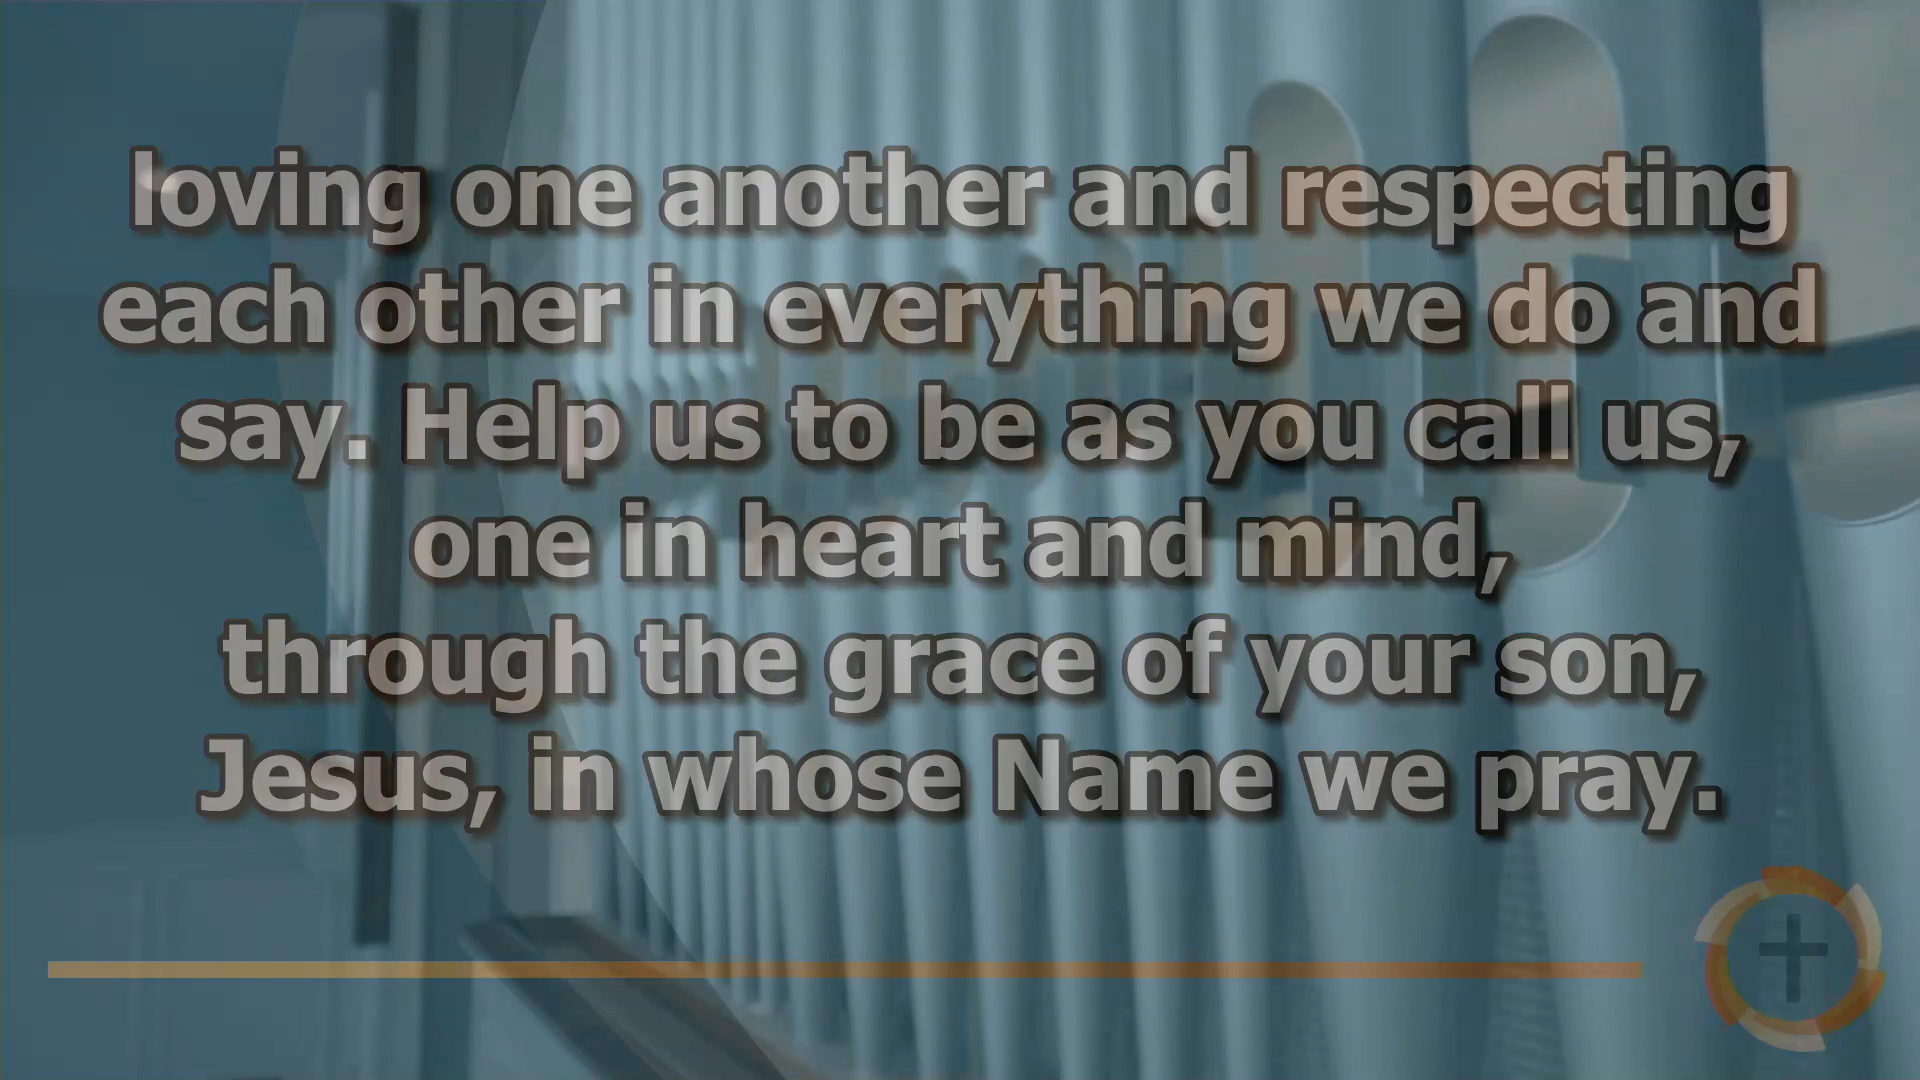 loving one another and respecting
each other in everything we do and
say. Help us to be as you call us,
one in heart and mind,
through the grace of your son,
Jesus, in whose Name we pray.